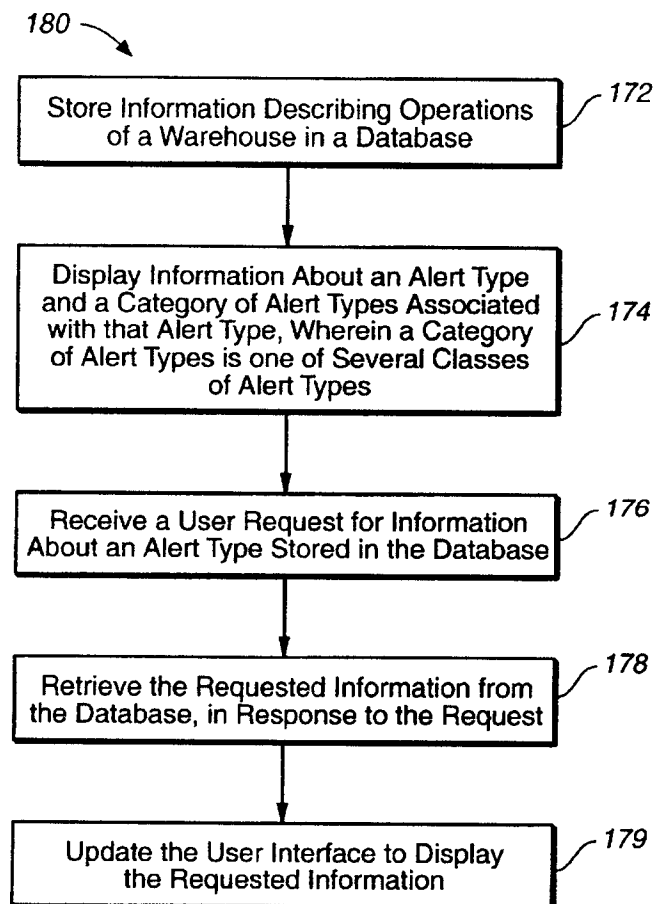 180
Store Information Describing Operations
of a Warehouse in a Database
172
Display Information About an Alert Type
and a Category of Alert Types Associated
with that Alert Type, Wherein a Category
of Alert Types is one of Several Classes
of Alert Types
174
Receive a User Request for Information
About an Alert Type Stored in the Database
176
Retrieve the Requested Information from
the Database, in Response to the Request
178
Update the User Interface to Display
the Requested Information
179